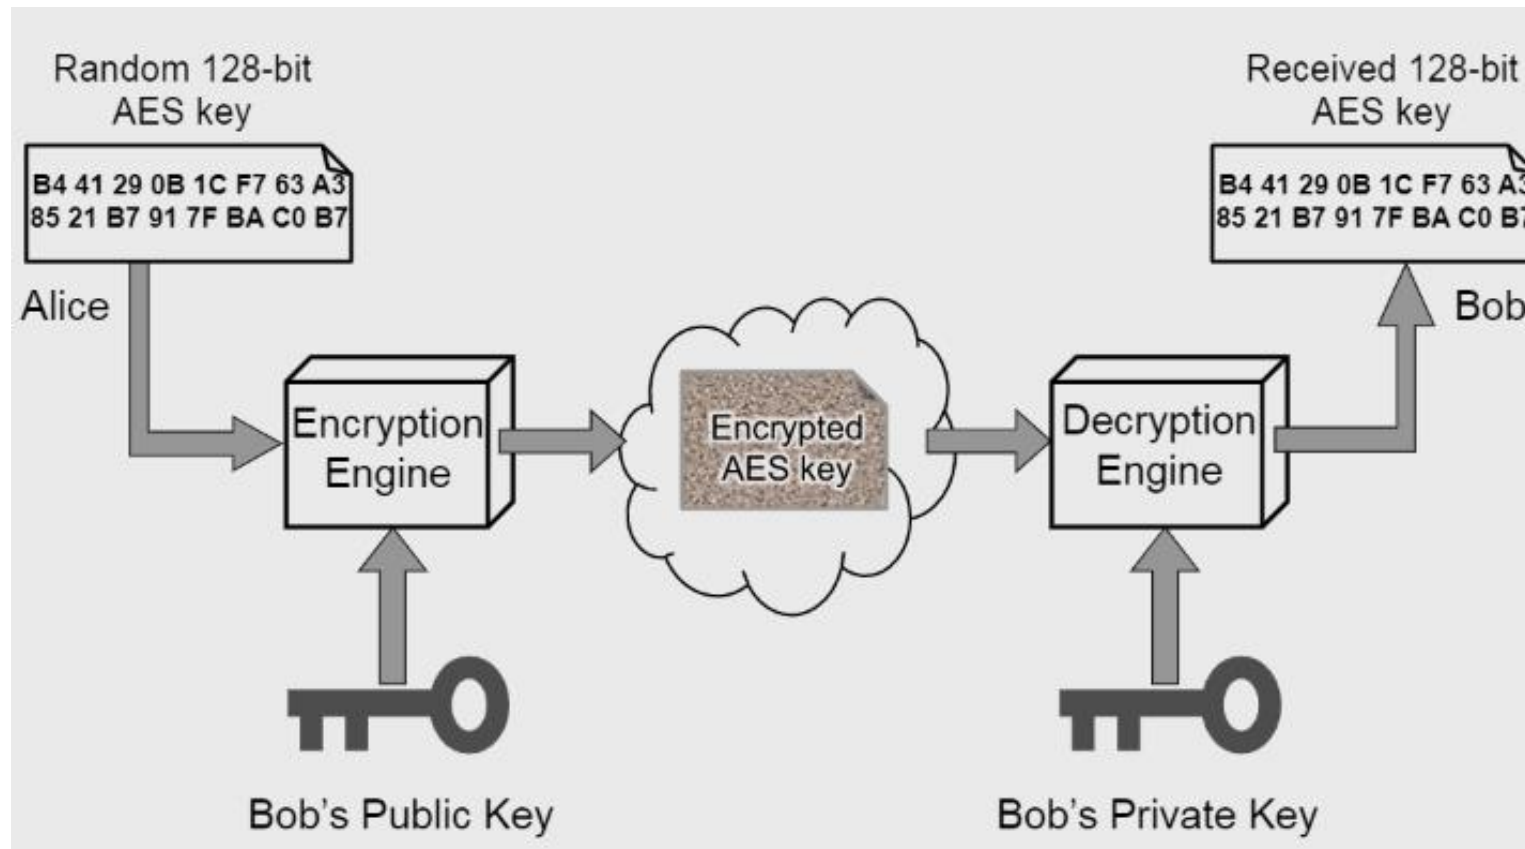 Random 128-bit
AES key
B4 41 29 0B 1C F7 63 A3
85 21 B7 91 7F BA C0 B7
Alice
Encryption
Engine
Bob's Public Key
Encrypted
AES key
Received 128-bit
AES key
B4 41 29 0B 1C F7 63 A3
85 21 B7 91 7F BA C0 B7
Bob
Decryption
Engine
Bob's Private Key